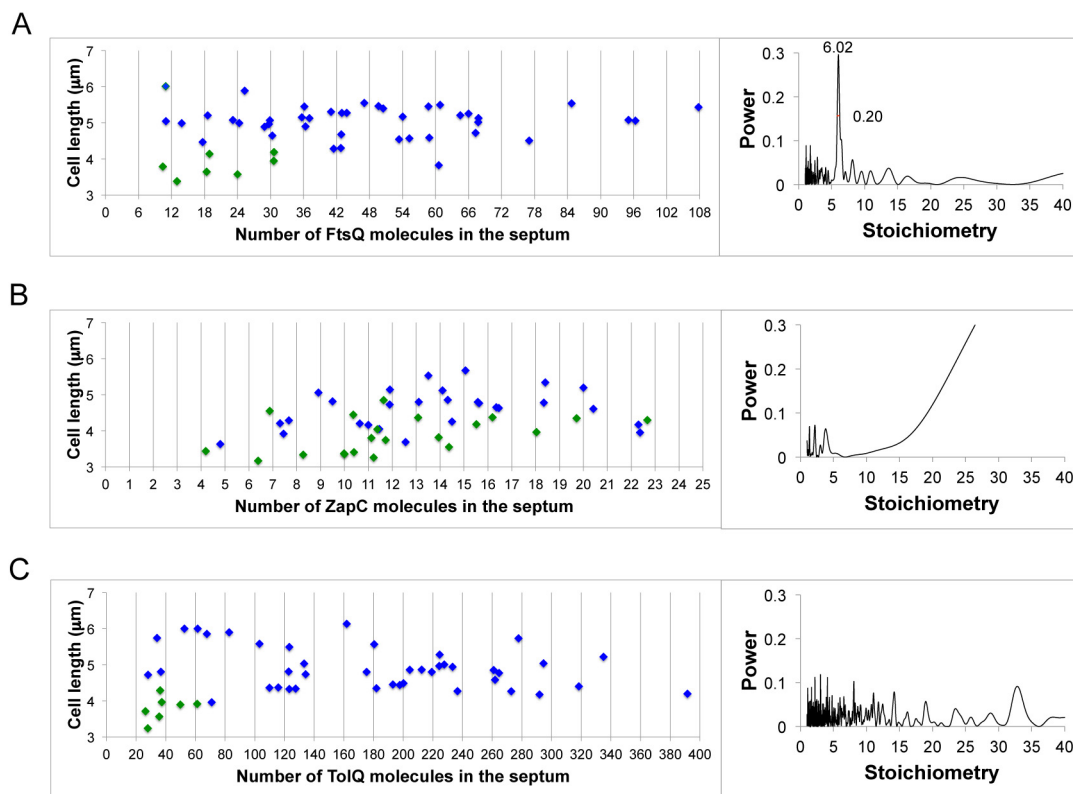 A
Cell length (µm)
7
6
5
4
3
0 6 12 18 24 30 36 42 48 54 60 66 72 78 84 90 96 102 108
Number of FtsQ molecules in the septum
Power
0.3
0.2
0.1
0
6.02
0.20
0 5 10 15 20 25 30 35 40
Stoichiometry
B
Cell length (µm)
7
6
5
4
3
0 1 2 3 4 5 6 7 8 9 10 11 12 13 14 15 16 17 18 19 20 21 22 23 24 25
Number of ZapC molecules in the septum
Power
0.3
0.2
0.1
0
0 5 10 15 20 25 30 35 40
Stoichiometry
C
Cell length (µm)
7
6
5
4
3
0 20 40 60 80 100 120 140 160 180 200 220 240 260 280 300 320 340 360 380 400
Number of TolQ molecules in the septum
Power
0.3
0.2
0.1
0
0 5 10 15 20 25 30 35 40
Stoichiometry